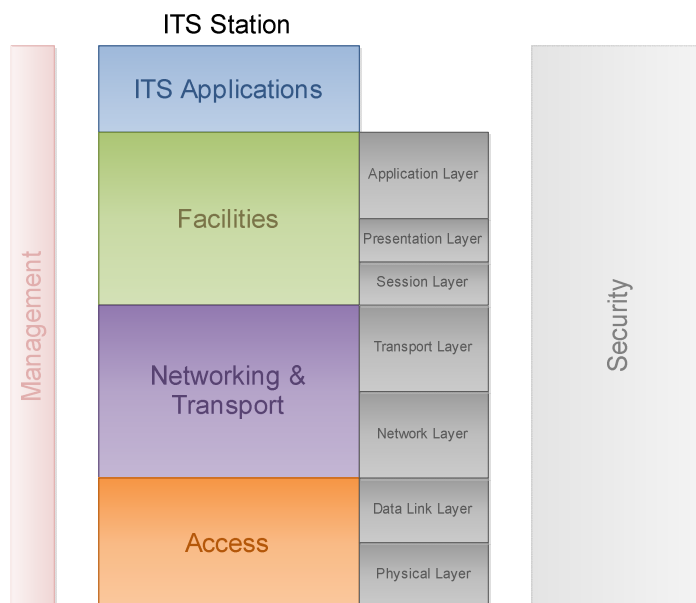 ITS Station
ITS Applications
Facilities
Networking &
Transport
Access
Application Layer
Presentation Layer
Session Layer
Transport Layer
Network Layer
Data Link Layer
Physical Layer
Management
Security